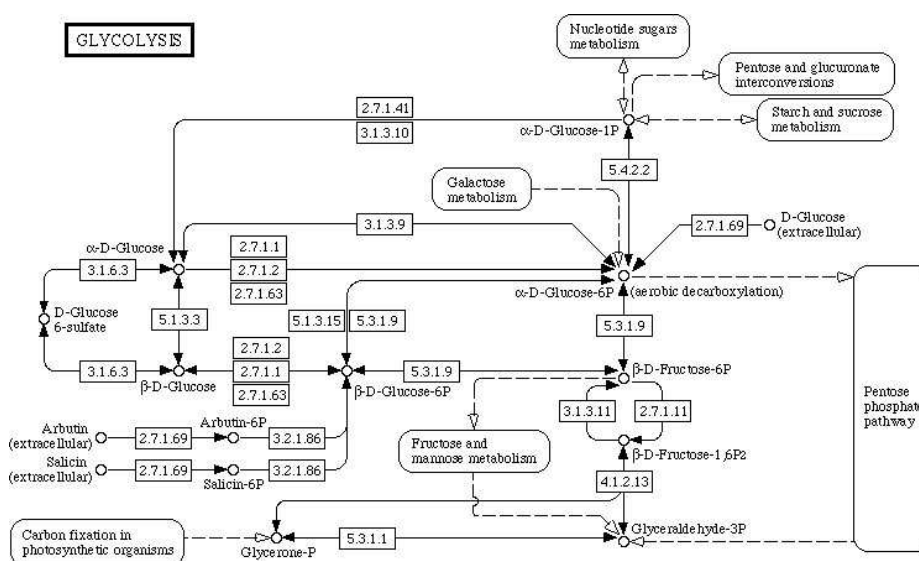 GLYCOLYSIS
Nucleotide sugars
metabolism
Pentose and glucuronate
interconversions
Starch and sucrose
metabolism
2.7.1.41
3.1.3.10
α-D-Glucose-1P
5.4.2.2
Galactose
metabolism
3.1.3.9
2.7.1.69
D-Glucose
(extracellular)
α-D-Glucose
2.7.1.1
2.7.1.2
2.7.1.63
3.1.6.3
α-D-Glucose-6P
(aerobic decarboxylation)
D-Glucose
6-sulfate
5.1.3.3
5.1.3.15
5.3.1.9
5.3.1.9
2.7.1.2
2.7.1.1
2.7.1.63
3.1.6.3
β-D-Glucose
β-D-Glucose-6P
5.3.1.9
β-D-Fructose-6P
3.1.3.11
2.7.1.11
Pentose
phosphate
pathway
Arbutin
(extracellular)
2.7.1.69
Arbutin-6P
3.2.1.86
Salicin
(extracellular)
2.7.1.69
Salicin-6P
3.2.1.86
Fructose and
mannose metabolism
β-D-Fructose-1,6P2
4.1.2.13
Glyceraldehyde-3P
Carbon fixation in
photosynthetic organisms
Glycerone-P
5.3.1.1